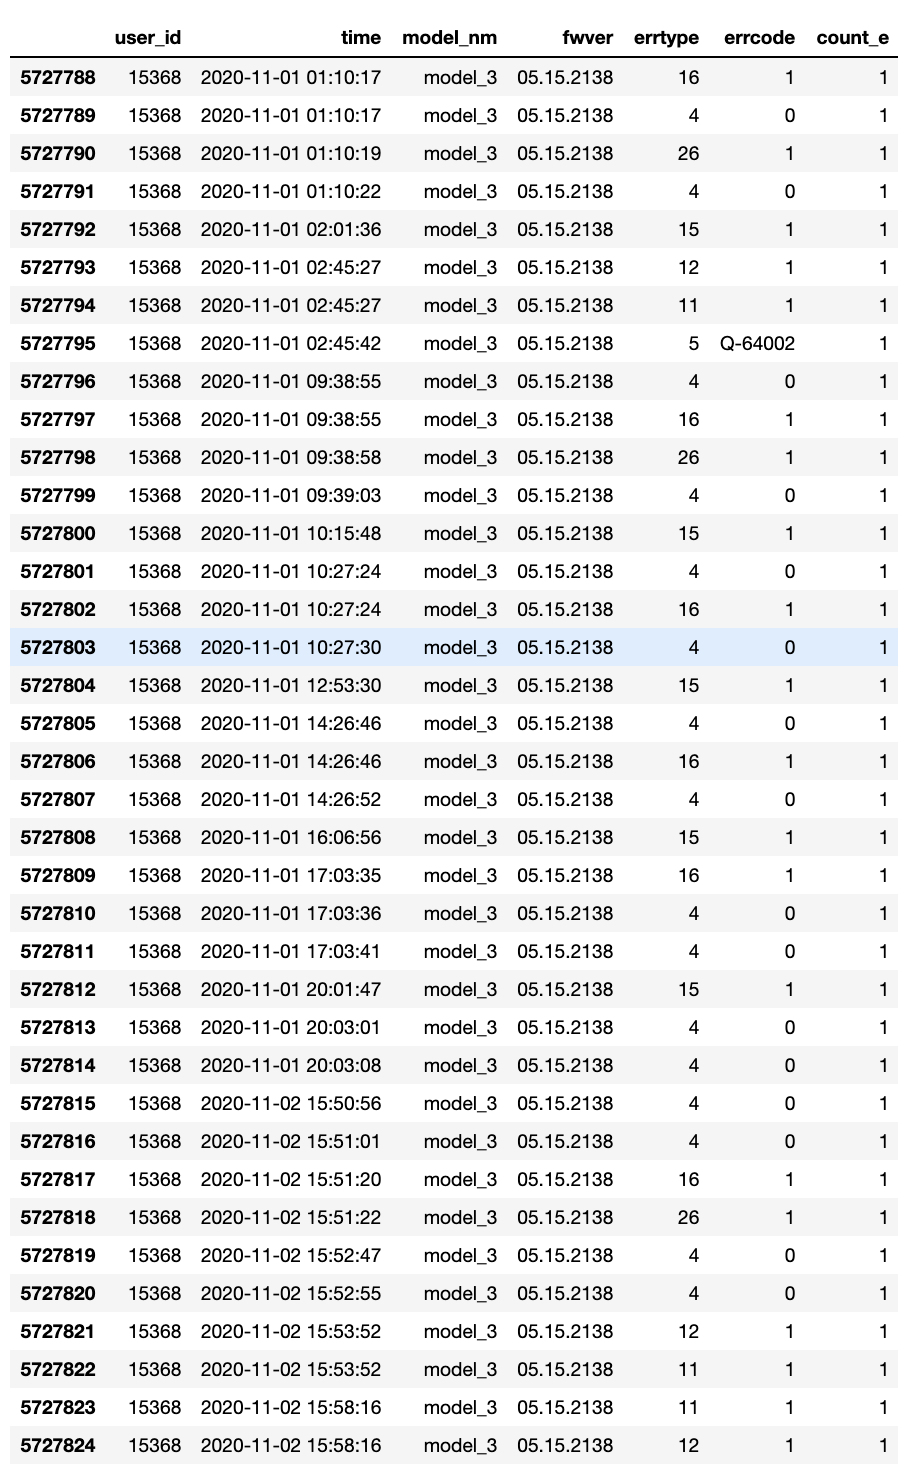 user_id time model_nm fwver errtype errcode count_e
5727788 15368 2020-11-01 01:10:17 model_3 05.15.2138 16 1 1
5727789 15368 2020-11-01 01:10:17 model_3 05.15.2138 4 0 1
5727790 15368 2020-11-01 01:10:19 model_3 05.15.2138 26 1 1
5727791 15368 2020-11-01 01:10:22 model_3 05.15.2138 4 0 1
5727792 15368 2020-11-01 02:01:36 model_3 05.15.2138 15 1 1
5727793 15368 2020-11-01 02:45:27 model_3 05.15.2138 12 1 1
5727794 15368 2020-11-01 02:45:27 model_3 05.15.2138 11 1 1
5727795 15368 2020-11-01 02:45:42 model_3 05.15.2138 5 Q-64002 1
5727796 15368 2020-11-01 09:38:55 model_3 05.15.2138 4 0 1
5727797 15368 2020-11-01 09:38:55 model_3 05.15.2138 16 1 1
5727798 15368 2020-11-01 09:38:58 model_3 05.15.2138 26 1 1
5727799 15368 2020-11-01 09:39:03 model_3 05.15.2138 4 0 1
5727800 15368 2020-11-01 10:15:48 model_3 05.15.2138 15 1 1
5727801 15368 2020-11-01 10:27:24 model_3 05.15.2138 4 0 1
5727802 15368 2020-11-01 10:27:24 model_3 05.15.2138 16 1 1
5727803 15368 2020-11-01 10:27:30 model_3 05.15.2138 4 0 1
5727804 15368 2020-11-01 12:53:30 model_3 05.15.2138 15 1 1
5727805 15368 2020-11-01 14:26:46 model_3 05.15.2138 4 0 1
5727806 15368 2020-11-01 14:26:46 model_3 05.15.2138 16 1 1
5727807 15368 2020-11-01 14:26:52 model_3 05.15.2138 4 0 1
5727808 15368 2020-11-01 16:06:56 model_3 05.15.2138 15 1 1
5727809 15368 2020-11-01 17:03:35 model_3 05.15.2138 16 1 1
5727810 15368 2020-11-01 17:03:36 model_3 05.15.2138 4 0 1
5727811 15368 2020-11-01 17:03:41 model_3 05.15.2138 4 0 1
5727812 15368 2020-11-01 20:01:47 model_3 05.15.2138 15 1 1
5727813 15368 2020-11-01 20:03:01 model_3 05.15.2138 4 0 1
5727814 15368 2020-11-01 20:03:08 model_3 05.15.2138 4 0 1
5727815 15368 2020-11-02 15:50:56 model_3 05.15.2138 4 0 1
5727816 15368 2020-11-02 15:51:01 model_3 05.15.2138 4 0 1
5727817 15368 2020-11-02 15:51:20 model_3 05.15.2138 16 1 1
5727818 15368 2020-11-02 15:51:22 model_3 05.15.2138 26 1 1
5727819 15368 2020-11-02 15:52:47 model_3 05.15.2138 4 0 1
5727820 15368 2020-11-02 15:52:55 model_3 05.15.2138 4 0 1
5727821 15368 2020-11-02 15:53:52 model_3 05.15.2138 12 1 1
5727822 15368 2020-11-02 15:53:52 model_3 05.15.2138 11 1 1
5727823 15368 2020-11-02 15:58:16 model_3 05.15.2138 11 1 1
5727824 15368 2020-11-02 15:58:16 model_3 05.15.2138 12 1 1